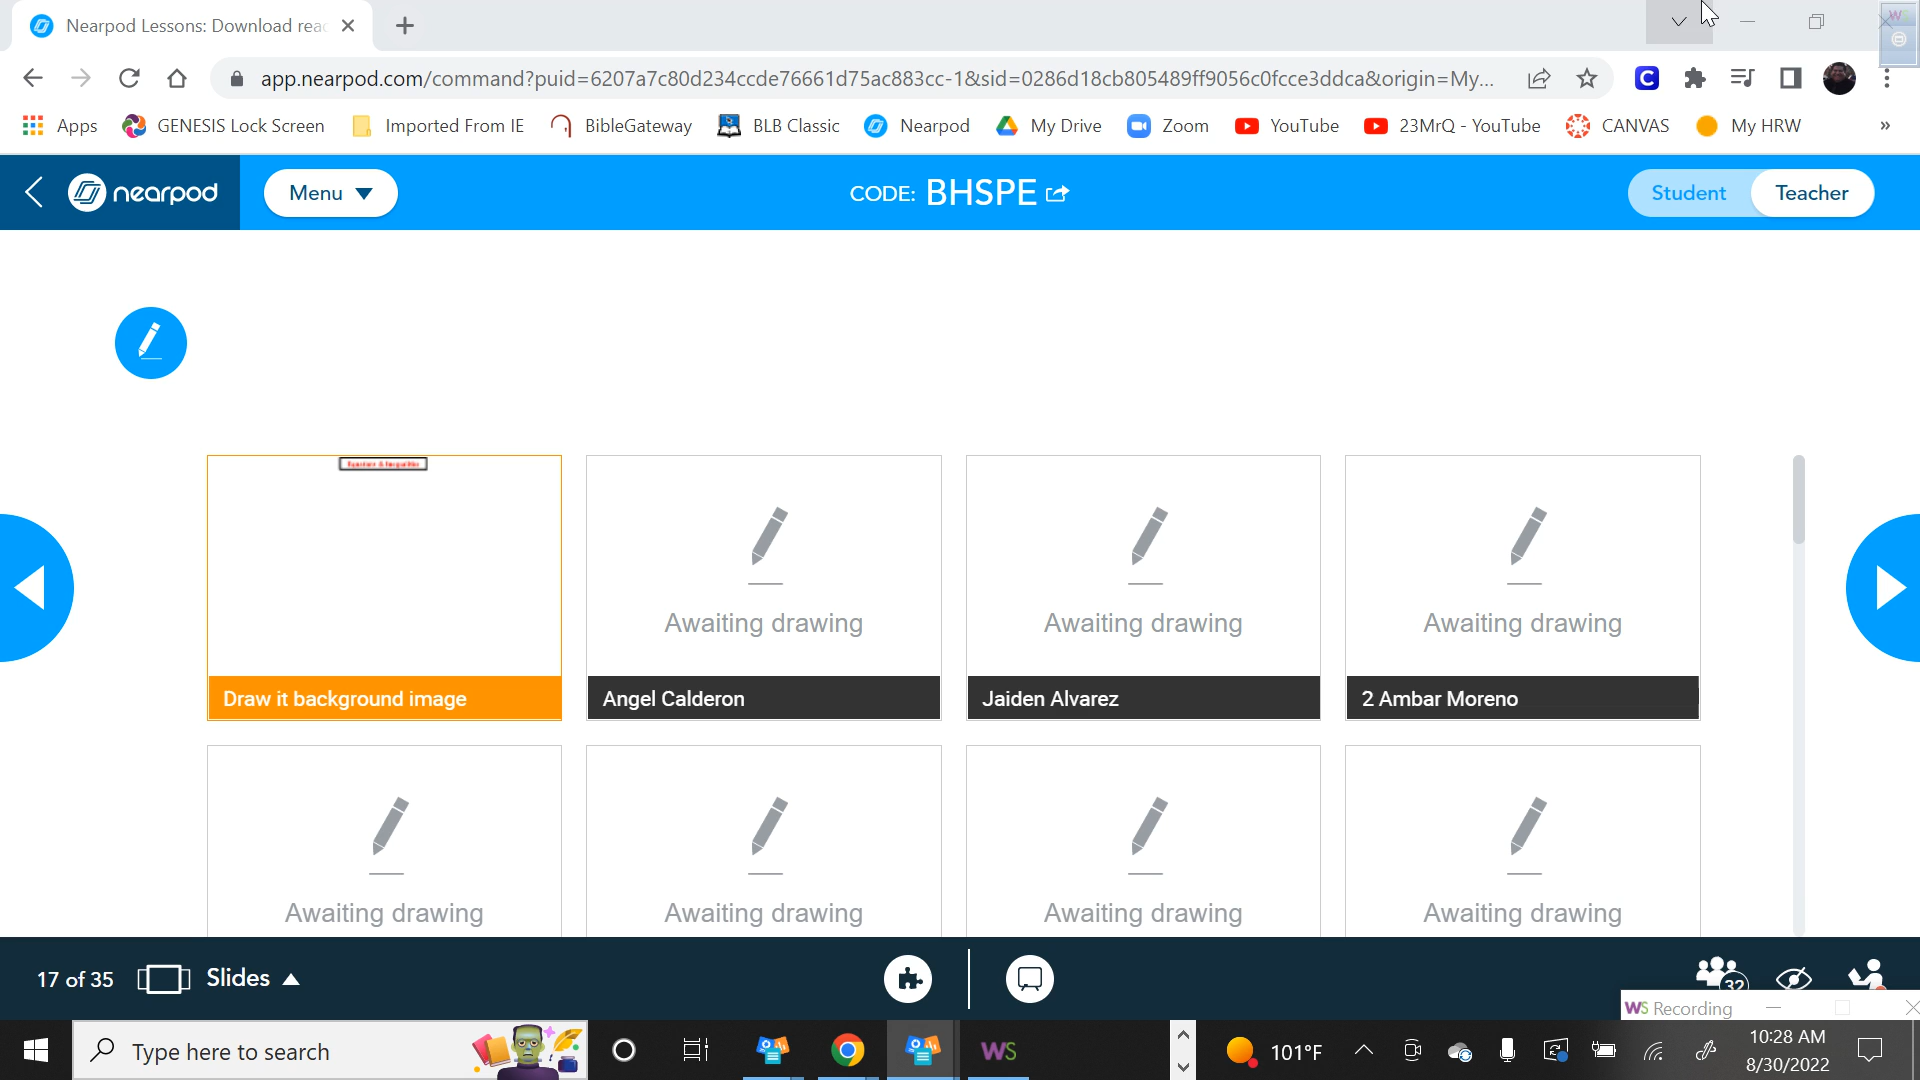 Nearpod Lessons: Download rea
app.nearpod.com/command?puid=6207a7c80d234ccde76661d75ac883cc-1&sid=0286d18cb805489ff9056c0fcce3ddca&origin=My...
Apps GENESIS Lock Screen Imported From IE BibleGateway BLB Classic Nearpod My Drive Zoom YouTube 23MrQ - YouTube CANVAS My HRW »
nearpod Menu CODE: BHSPE Student Teacher
Equations & Inequalities
Awaiting drawing Awaiting drawing Awaiting drawing
Draw it background image Angel Calderon Jaiden Alvarez 2 Ambar Moreno
Awaiting drawing Awaiting drawing Awaiting drawing Awaiting drawing
17 of 35 Slides 32
WS Recording
Type here to search WS 101°F 10:28 AM
8/30/2022